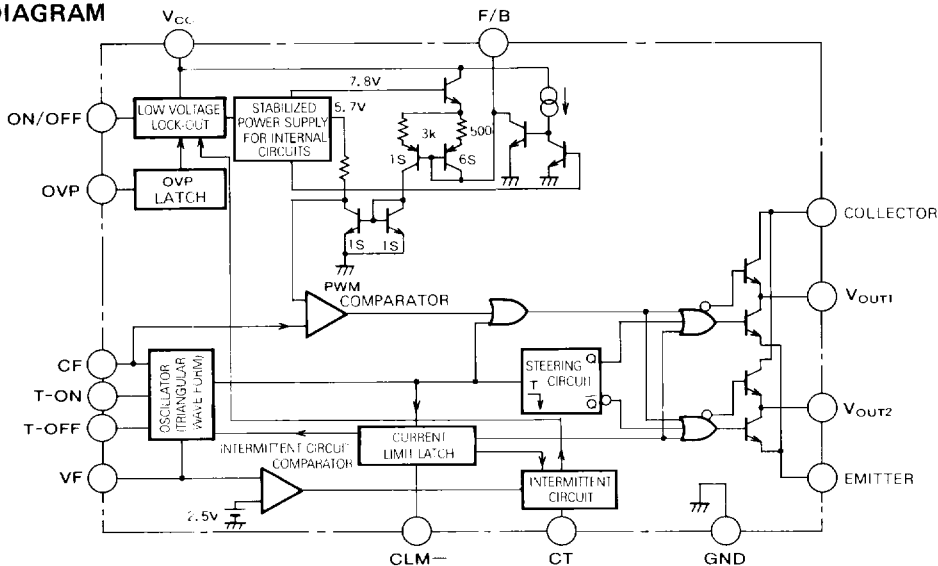 DIAGRAM
VCC
F/B
7.8V
ON/OFF
LOW VOLTAGE
LOCK-OUT
STABILIZED
POWER SUPPLY
FOR INTERNAL
CIRCUITS
5.7V
3k
500
1S
6S
OVP
OVP
LATCH
1S
1S
COLLECTOR
PWM
COMPARATOR
VOUT1
CF
T-ON
T-OFF
VF
OSCILLATOR
(TRIANGULAR
WAVE FORM)
STEERING
CIRCUIT
T
Q
Q̅
VOUT2
INTERMITTENT CIRCUIT
COMPARATOR
CURRENT
LIMIT LATCH
INTERMITTENT
CIRCUIT
EMITTER
2.5V
CLM−
CT
GND